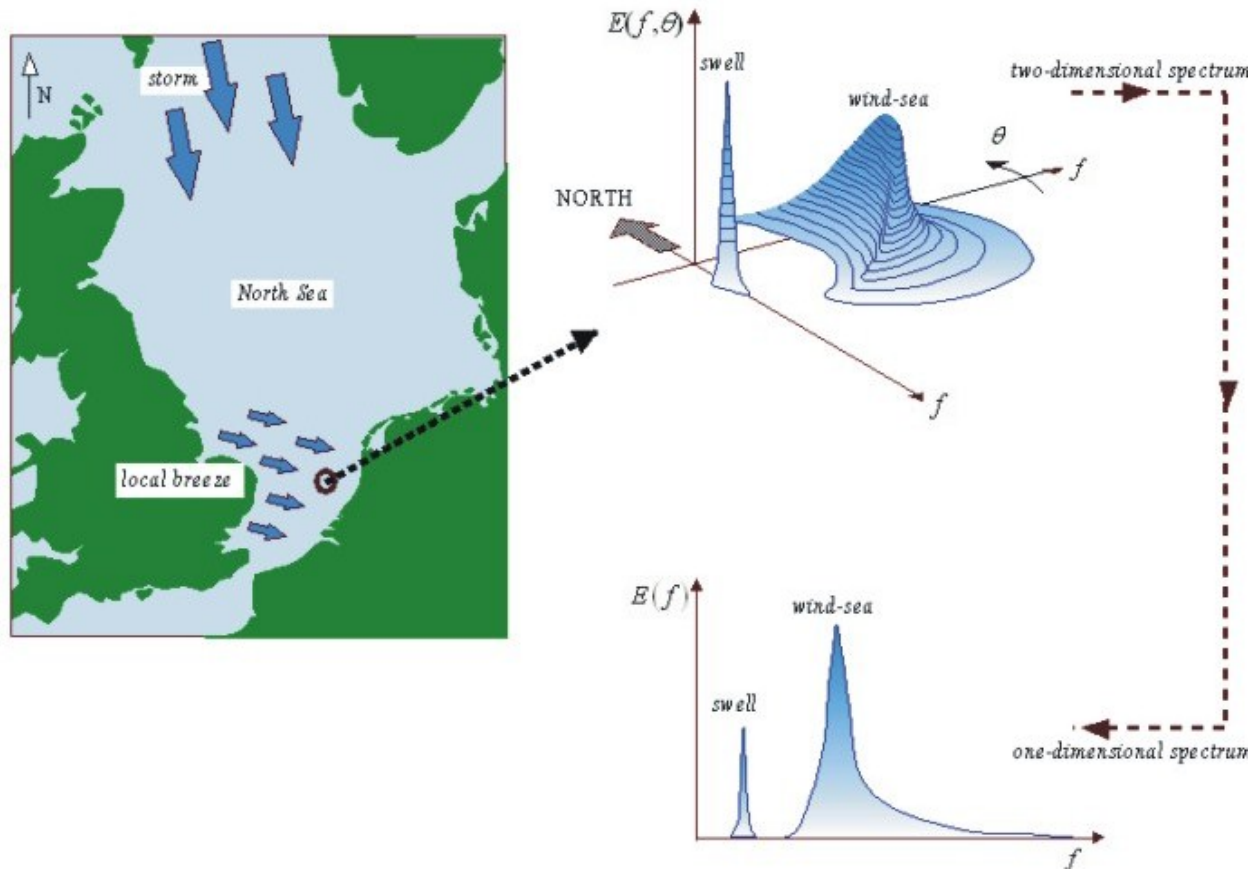 N
storm
North Sea
local breeze
E(f,θ)
swell
wind-sea
two-dimensional spectrum
θ
f
NORTH
f
E(f)
wind-sea
swell
one-dimensional spectrum
f